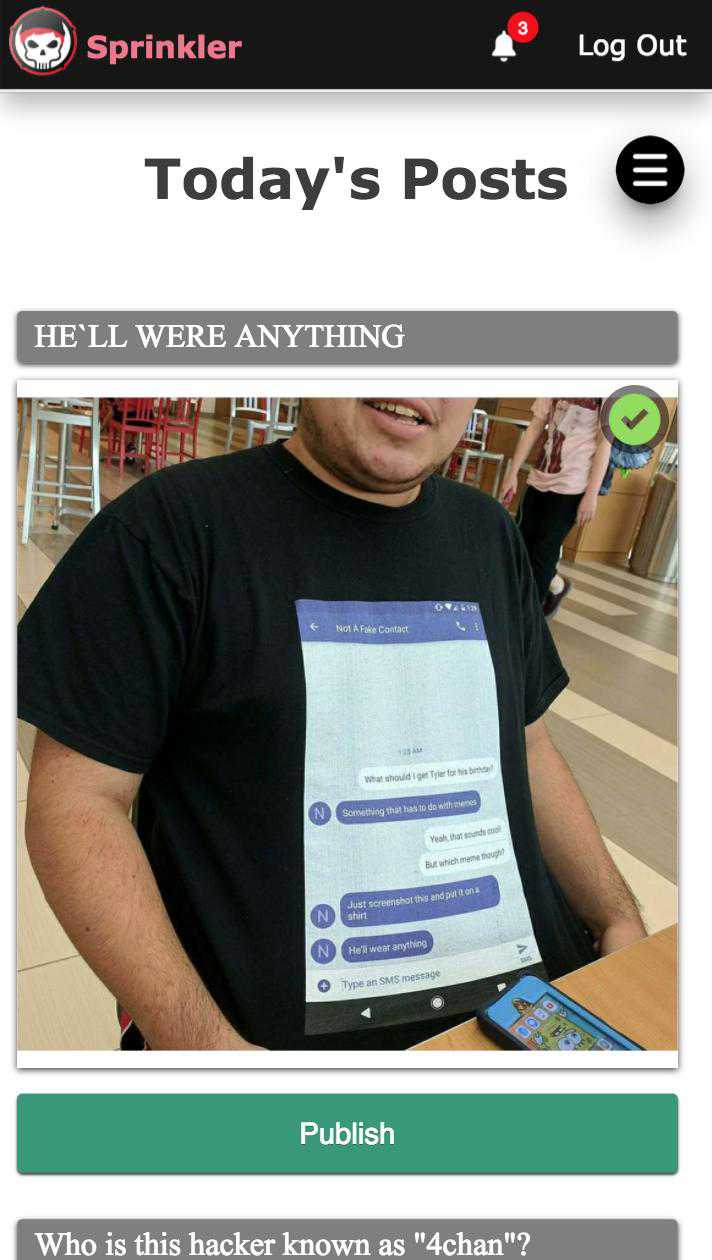 Sprinkler
3
Log Out
Today's Posts
HE`LL WERE ANYTHING
Not A Fake Contact
1:25 AM
What should I get Tyler for his birthday?
N
Something that has to do with memes
Yeah, that sounds cool!
But which meme though?
N
Just screenshot this and put it on a
shirt
N
He'll wear anything
SMS
Type an SMS message
Publish
Who is this hacker known as "4chan"?